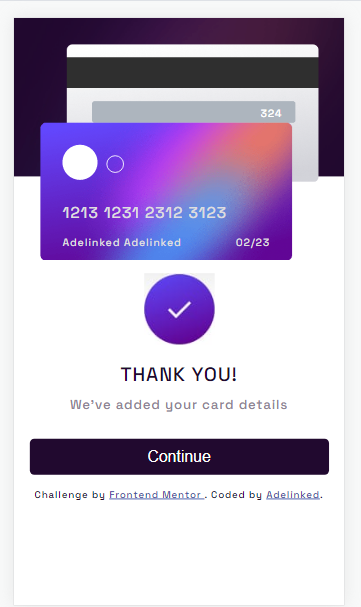 324
1213 1231 2312 3123
Adelinked Adelinked 02/23
THANK YOU!
We've added your card details
Continue
Challenge by Frontend Mentor . Coded by Adelinked.